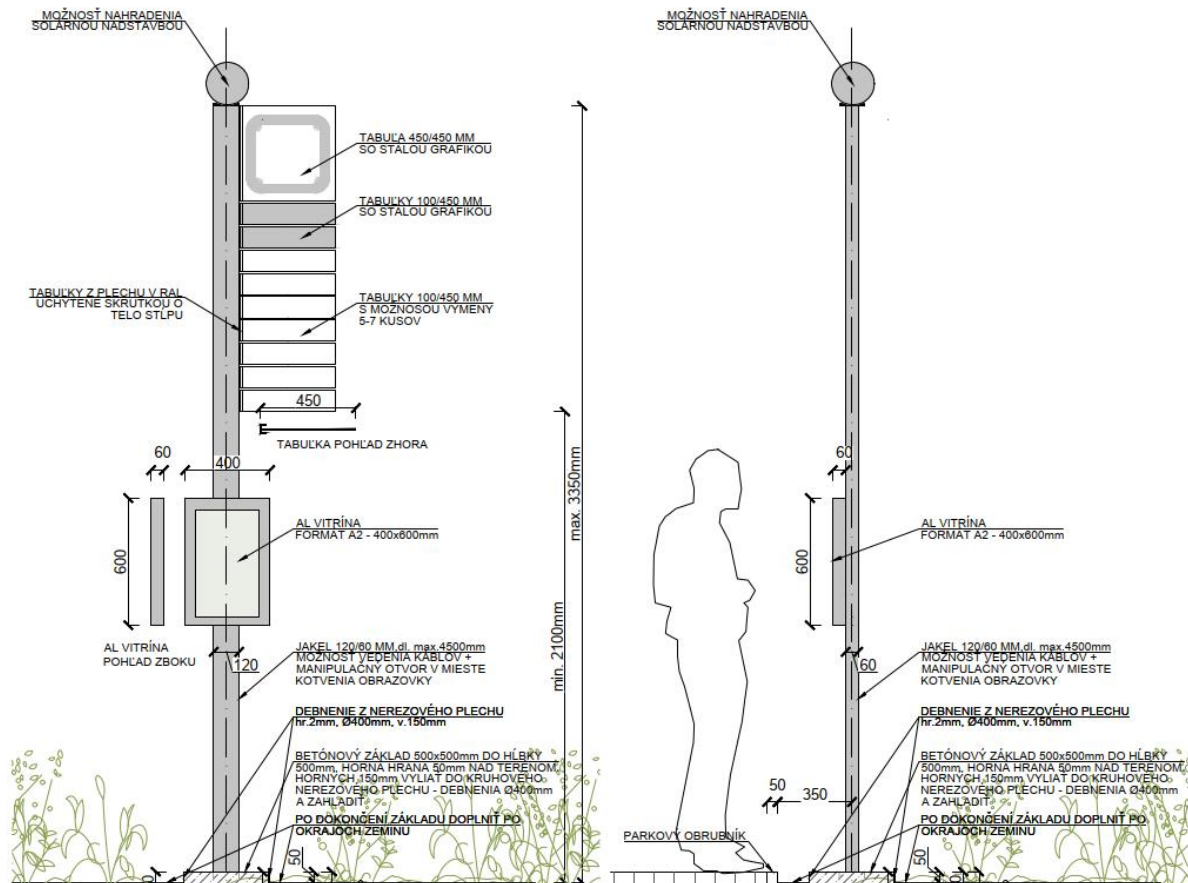 MOŽNOSŤ NAHRADENIA
SOLÁRNOU NADSTAVBOU
TABUĽA 450/450 MM
SO STÁLOU GRAFIKOU
TABUĽKY 100/450 MM
SO STÁLOU GRAFIKOU
TABUĽKY Z PLECHU V RAL
UCHYTENÉ SKRUTKOU O
TELO STĹPU
TABUĽKY 100/450 MM
S MOŽNOSOU VÝMENY
5-7 KUSOV
450
TABUĽKA POHĽAD ZHORA
60
400
600
AL VITRÍNA
FORMÁT A2 - 400x600mm
AL VITRÍNA
POHĽAD ZBOKU
120
JAKEL 120/60 MM,dl. max.4500mm
MOŽNOSŤ VEDENIA KÁBLOV +
MANIPULAČNÝ OTVOR V MIESTE
KOTVENIA OBRAZOVKY
DEBNENIE Z NEREZOVÉHO PLECHU
hr.2mm, Ø400mm, v.150mm
BETÓNOVÝ ZÁKLAD 500x500mm DO HĹBKY
500mm, HORNÁ HRANA 50mm NAD TERÉNOM,
HORNÝCH 150mm VYLIAŤ DO KRUHOVÉHO
NEREZOVÉHO PLECHU - DEBNENIA Ø400mm
A ZAHLADIŤ
PO DOKONČENÍ ZÁKLADU DOPLNIŤ PO
OKRAJOCH ZEMINU
50
min. 2100mm
max. 3350mm
MOŽNOSŤ NAHRADENIA
SOLÁRNOU NADSTAVBOU
60
600
AL VITRÍNA
FORMÁT A2 - 400x600mm
60
JAKEL 120/60 MM,dl. max.4500mm
MOŽNOSŤ VEDENIA KÁBLOV +
MANIPULAČNÝ OTVOR V MIESTE
KOTVENIA OBRAZOVKY
DEBNENIE Z NEREZOVÉHO PLECHU
hr.2mm, Ø400mm, v.150mm
BETÓNOVÝ ZÁKLAD 500x500mm DO HĹBKY
500mm, HORNÁ HRANA 50mm NAD TERÉNOM,
HORNÝCH 150mm VYLIAŤ DO KRUHOVÉHO
NEREZOVÉHO PLECHU - DEBNENIA Ø400mm
A ZAHLADIŤ
PO DOKONČENÍ ZÁKLADU DOPLNIŤ PO
OKRAJOCH ZEMINU
50
350
PARKOVÝ OBRUBNÍK
50